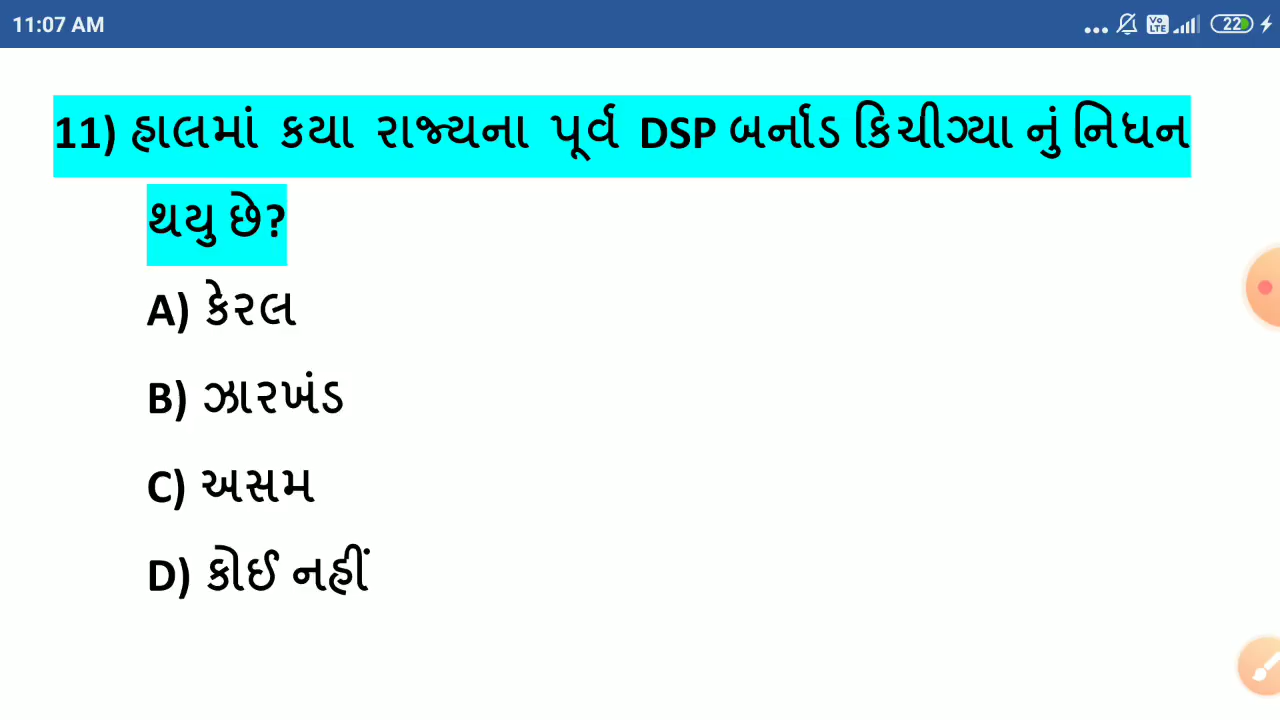 11:07 AM
22
11) હાલમાં કયા રાજ્યના પૂર્વ DSP બર્નાડ કિચીગ્યા નું નિધન
થયુ છે?
A) કેરલ
B) ઝારખંડ
C) અસમ
D) કોઈ નહીં